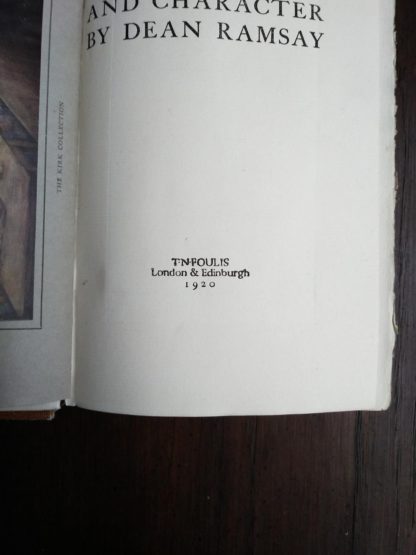 AND CHARACTER
BY DEAN RAMSAY
THE KIRK COLLECTION
T·N·FOULIS
London & Edinburgh
1920